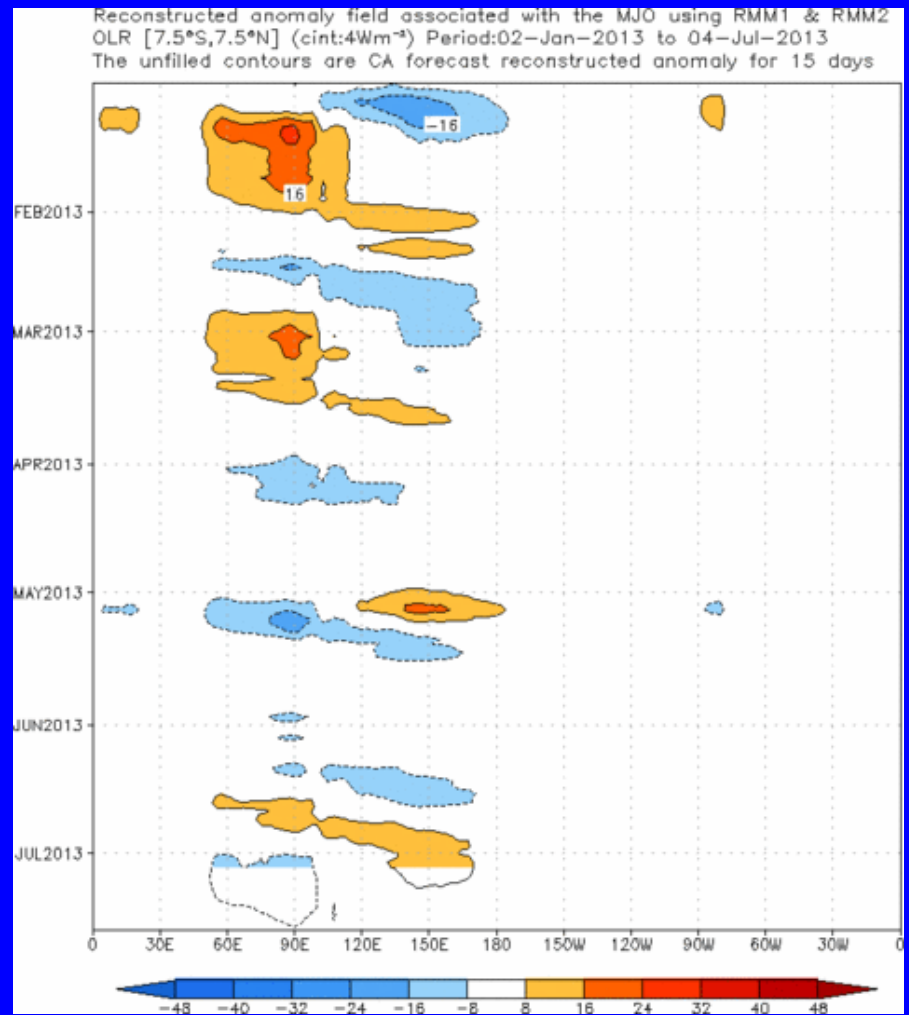 Reconstructed anomaly field associated with the MJO using RMM1 & RMM2
OLR [7.5°S,7.5°N] (cint:4Wm⁻²) Period:02-Jan-2013 to 04-Jul-2013
The unfilled contours are CA forecast reconstructed anomaly for 15 days
-16
16
FEB2013
MAR2013
APR2013
MAY2013
JUN2013
JUL2013
0 30E 60E 90E 120E 150E 180 150W 120W 90W 60W 30W 0
-48 -40 -32 -24 -16 -8 8 16 24 32 40 48